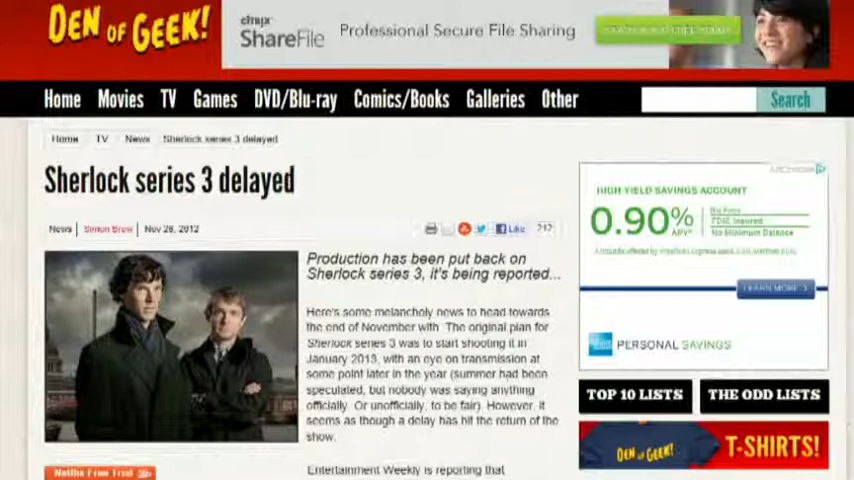 DEN OF GEEK!
citrix
ShareFile
Professional Secure File Sharing
Home Movies TV Games DVD/Blu-ray Comics/Books Galleries Other
Search
Home TV News Sherlock series 3 delayed
Sherlock series 3 delayed
News Simon Brew Nov 28, 2012
Like 212
Production has been put back on
Sherlock series 3, it's being reported...
Here's some melancholy news to head towards
the end of November with. The original plan for
Sherlock series 3 was to start shooting it in
January 2013, with an eye on transmission at
some point later in the year (summer had been
speculated, but nobody was saying anything
officially. Or unofficially, to be fair). However, it
seems as though a delay has hit the return of the
show.
Entertainment Weekly is reporting that
Netflix Free Trial
AdChoices
HIGH YIELD SAVINGS ACCOUNT
0.90% APY
No Fees
FDIC Insured
No Minimum Balance
LEARN MORE
PERSONAL SAVINGS
TOP 10 LISTS
THE ODD LISTS
DEN OF GEEK!
T-SHIRTS!